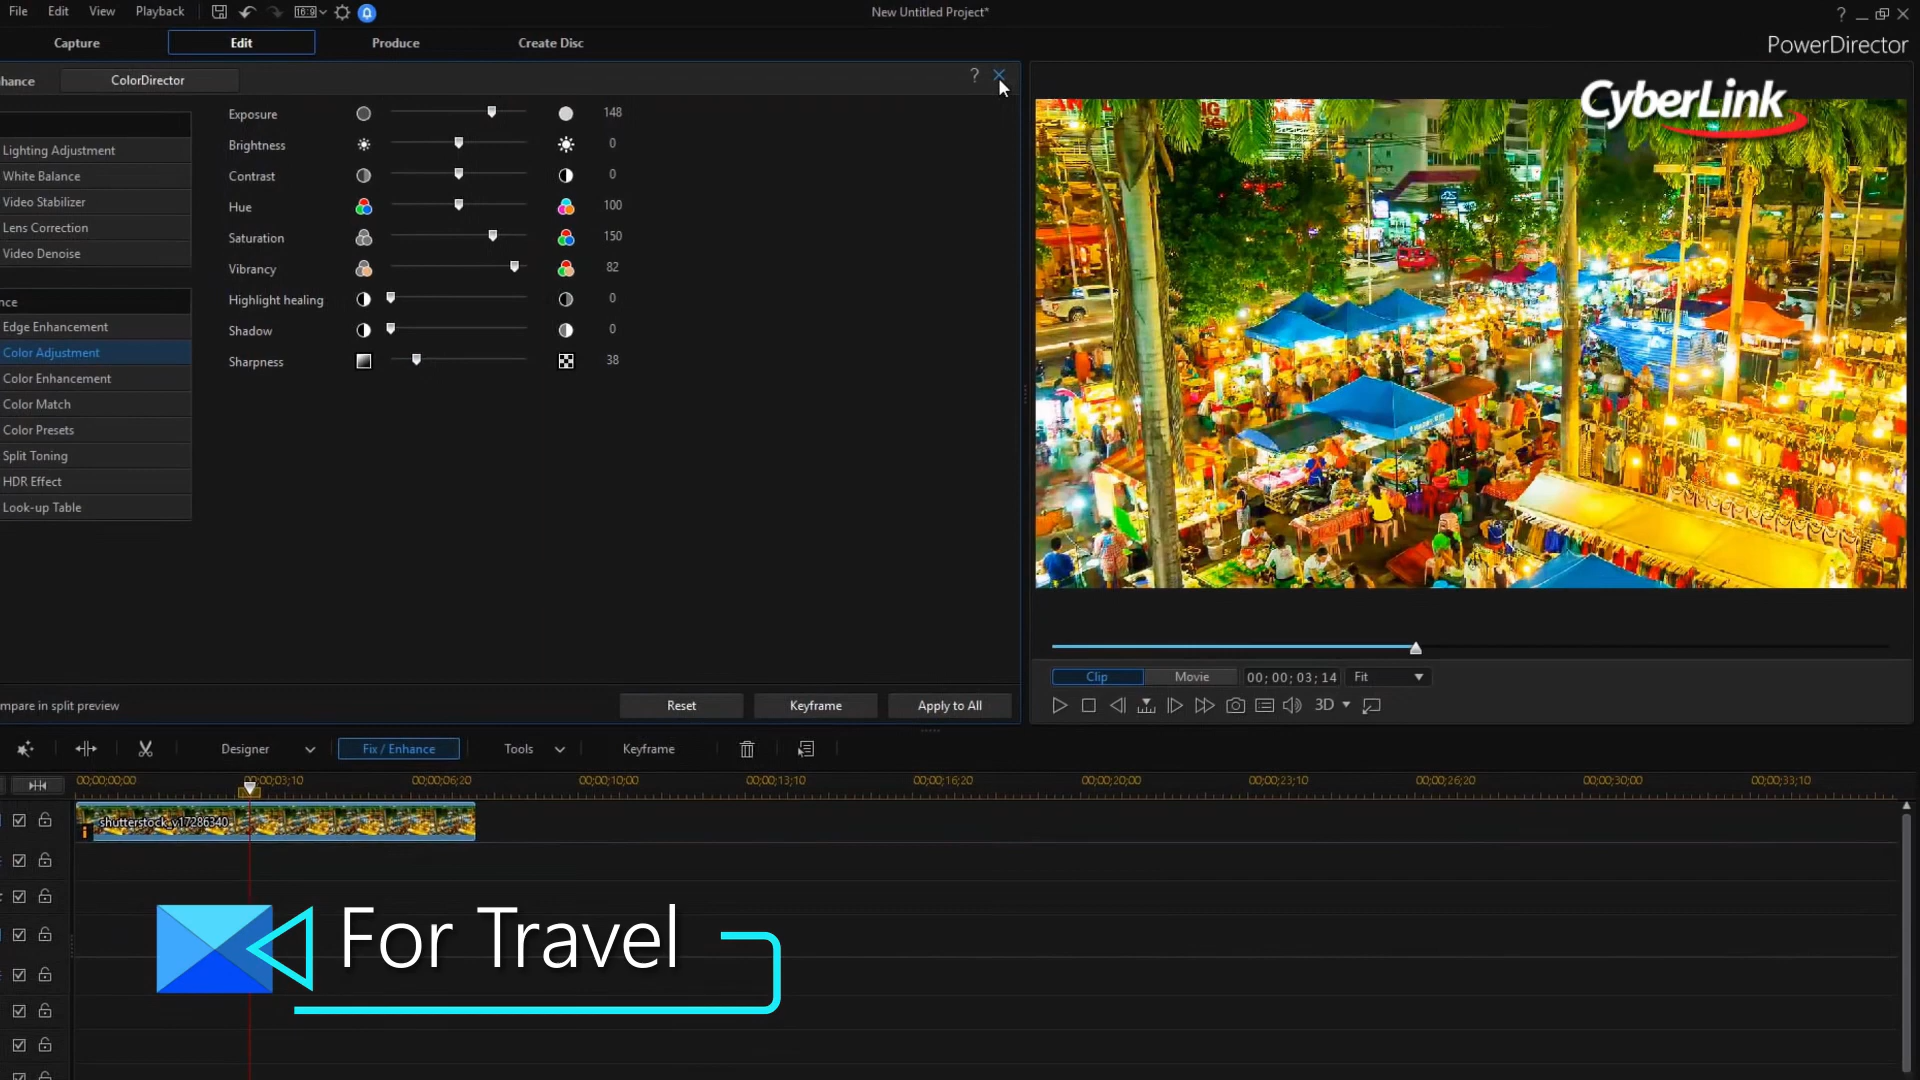 File Edit View Playback 16:9 New Untitled Project* ?
PowerDirector
Capture Edit Produce Create Disc
hance ColorDirector ?
CyberLink
Exposure 148
Brightness 0
Contrast 0
Hue 100
Saturation 150
Vibrancy 82
Highlight healing 0
Shadow 0
Sharpness 38
Lighting Adjustment
White Balance
Video Stabilizer
Lens Correction
Video Denoise
nce
Edge Enhancement
Color Adjustment
Color Enhancement
Color Match
Color Presets
Split Toning
HDR Effect
Look-up Table
Clip Movie 00;00;03;14 Fit
3D
mpare in split preview Reset Keyframe Apply to All
Designer Fix / Enhance Tools Keyframe
00;00;00;00 00;00;03;10 00;00;06;20 00;00;10;00 00;00;13;10 00;00;16;20 00;00;20;00 00;00;23;10 00;00;26;20 00;00;30;00 00;00;33;10
i shutterstock_v17286340
For Travel